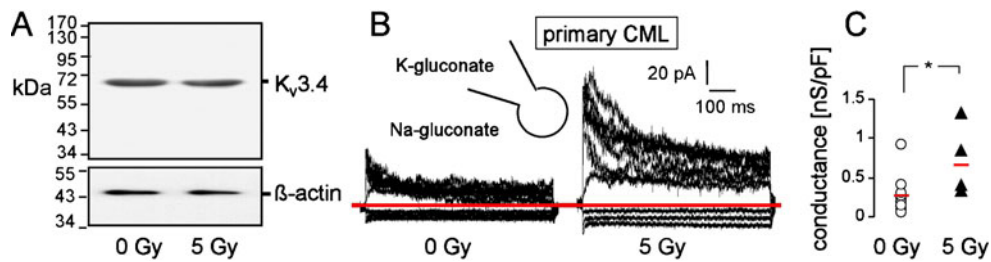 A
kDa
170
130
95
72
55
43
34
Kv3.4
55
43
34
ß-actin
0 Gy 5 Gy
B
primary CML
K-gluconate
Na-gluconate
20 pA
100 ms
0 Gy 5 Gy
C
*
conductance [nS/pF]
1.5
1
0.5
0
0 Gy 5 Gy